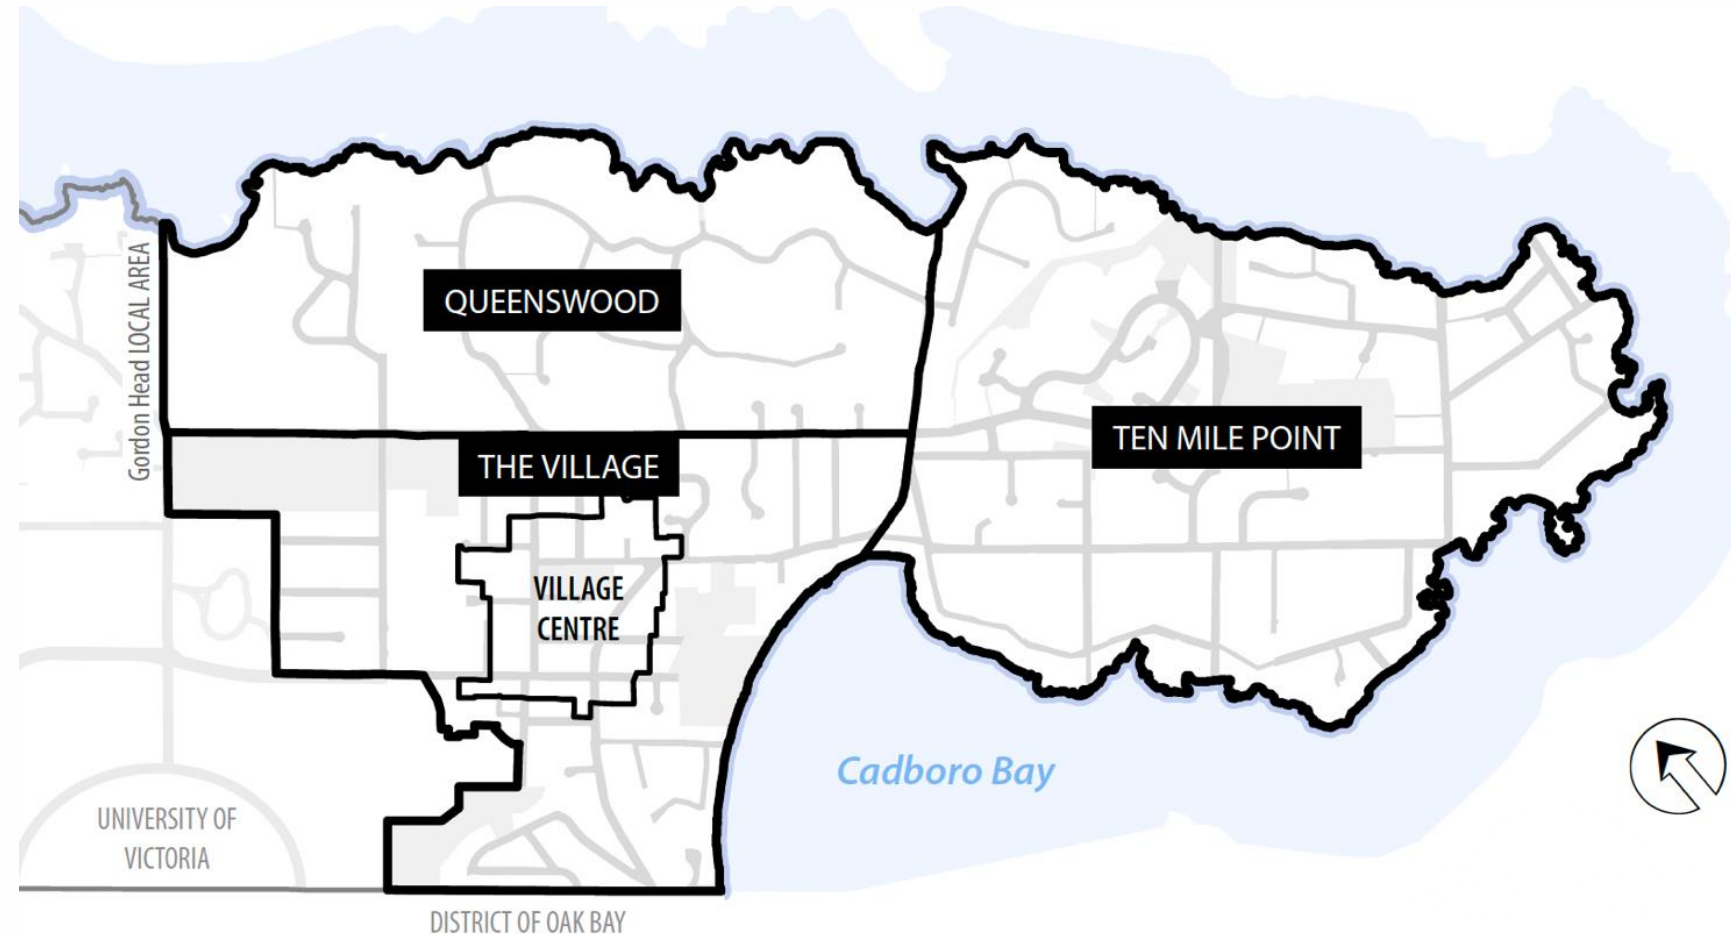 Gordon Head LOCAL AREA
QUEENSWOOD
TEN MILE POINT
THE VILLAGE
VILLAGE
CENTRE
Cadboro Bay
UNIVERSITY OF
VICTORIA
DISTRICT OF OAK BAY